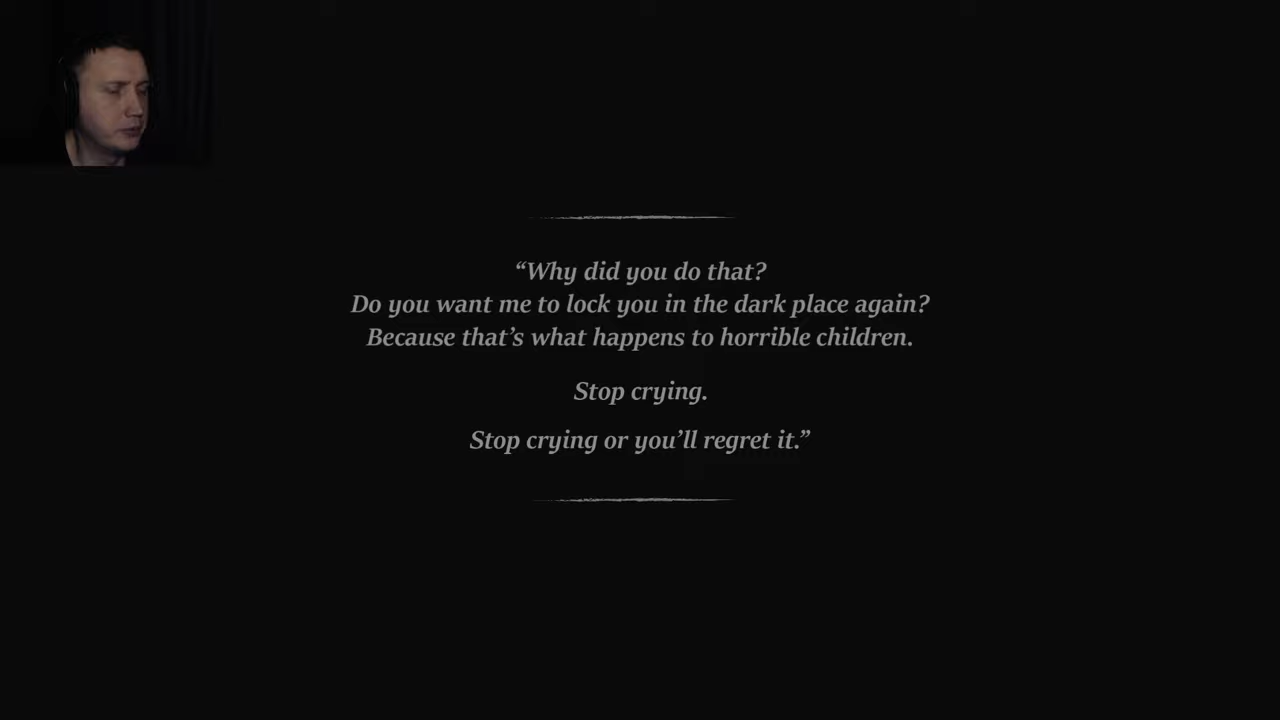 “Why did you do that?
Do you want me to lock you in the dark place again?
Because that’s what happens to horrible children.
Stop crying.
Stop crying or you’ll regret it.”